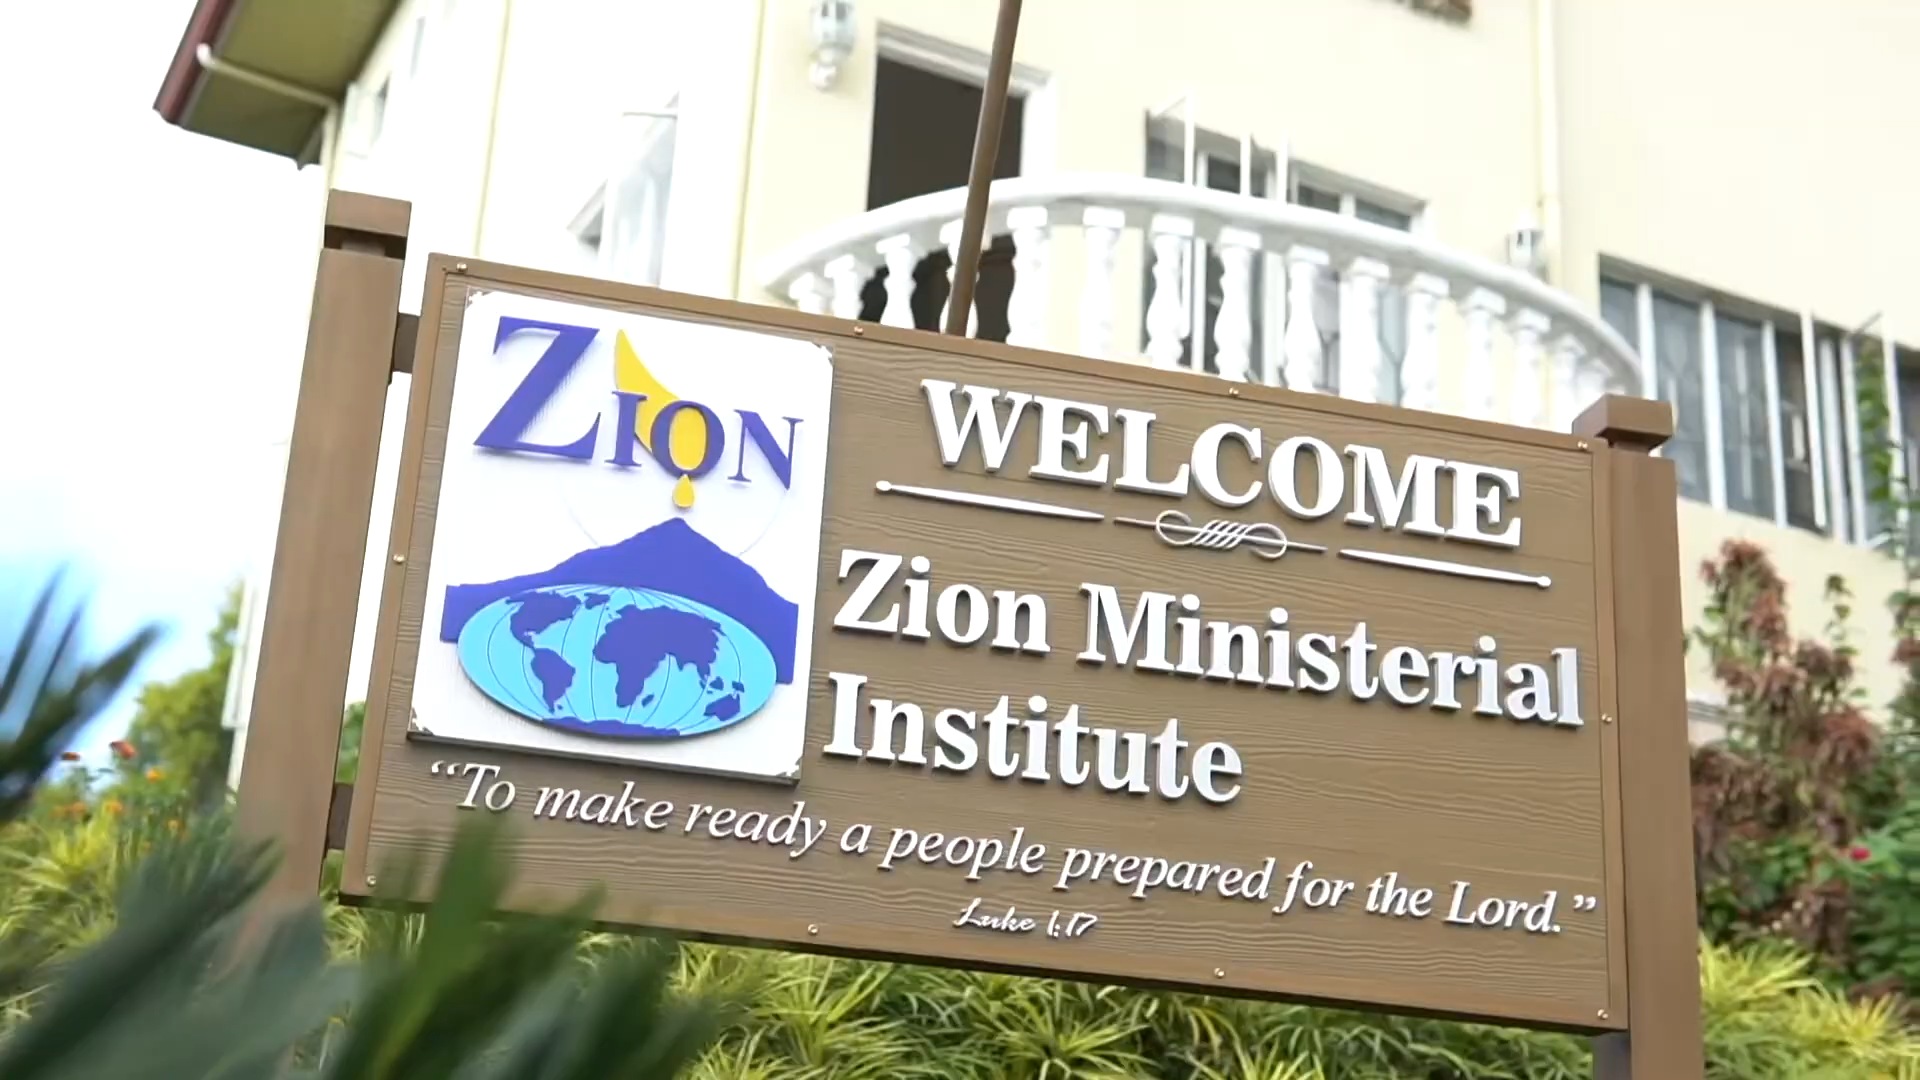 ZION
WELCOME
Zion Ministerial
Institute
“To make ready a people prepared for the Lord.”
Luke 1:17